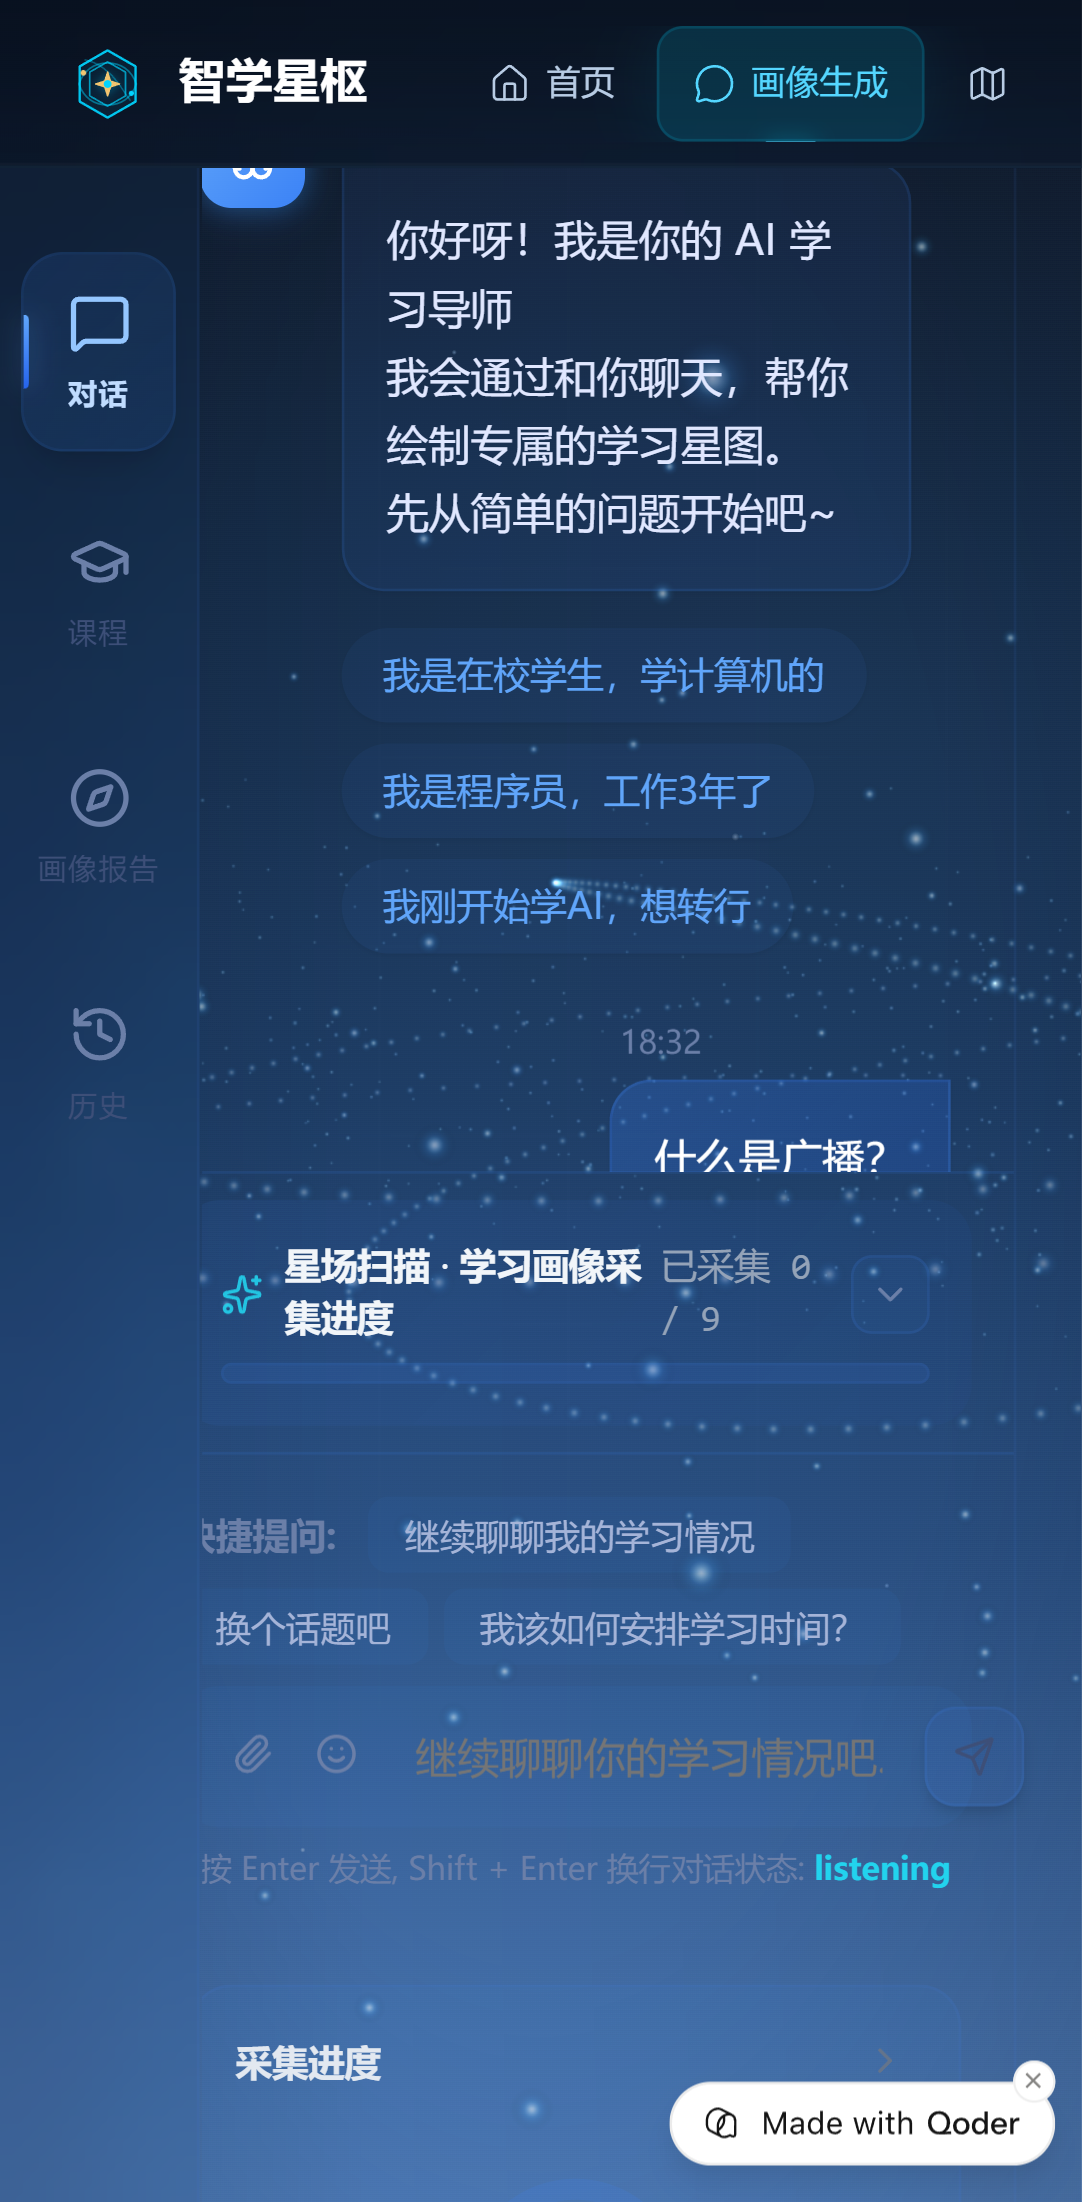 智学星枢
首页
画像生成
对话
课程
画像报告
历史
你好呀！我是你的 AI 学
习导师
我会通过和你聊天，帮你
绘制专属的学习星图。
先从简单的问题开始吧~
我是在校学生，学计算机的
我是程序员，工作3年了
我刚开始学AI，想转行
18:32
什么是广播？
星场扫描 · 学习画像采
集进度
已采集 0
/ 9
快捷提问:
继续聊聊我的学习情况
换个话题吧
我该如何安排学习时间？
继续聊聊你的学习情况吧.
按 Enter 发送, Shift + Enter 换行对话状态: listening
采集进度
Made with Qoder